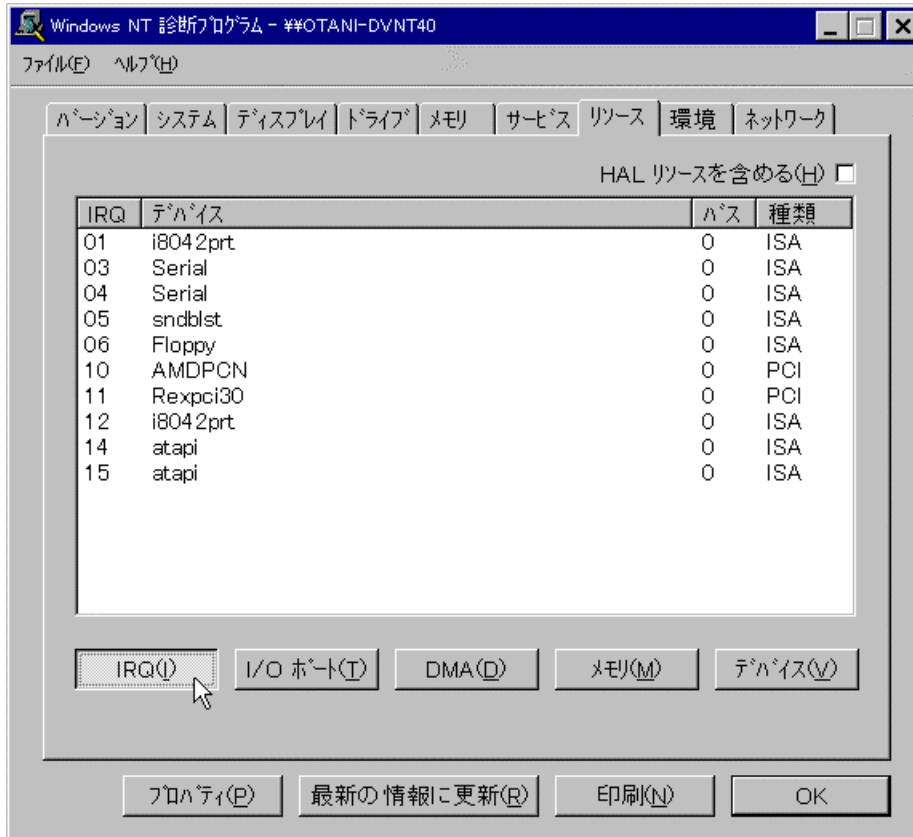 Windows NT 診断ﾌﾟﾛｸﾞﾗﾑ - ¥¥OTANI-DVNT40
ﾌｧｲﾙ(F) ﾍﾙﾌﾟ(H)
ﾊﾞｰｼﾞｮﾝ ｼｽﾃﾑ ﾃﾞｨｽﾌﾟﾚｲ ﾄﾞﾗｲﾌﾞ ﾒﾓﾘ ｻｰﾋﾞｽ ﾘｿｰｽ 環境 ﾈｯﾄﾜｰｸ
HAL ﾘｿｰｽを含める(H)
IRQ ﾃﾞﾊﾞｲｽ ﾊﾞｽ 種類
01 i8042prt 0 ISA
03 Serial 0 ISA
04 Serial 0 ISA
05 sndblst 0 ISA
06 Floppy 0 ISA
10 AMDPCN 0 PCI
11 Rexpci30 0 PCI
12 i8042prt 0 ISA
14 atapi 0 ISA
15 atapi 0 ISA
IRQ(I) I/O ﾎﾟｰﾄ(T) DMA(D) ﾒﾓﾘ(M) ﾃﾞﾊﾞｲｽ(V)
ﾌﾟﾛﾊﾟﾃｨ(P) 最新の情報に更新(R) 印刷(N) OK